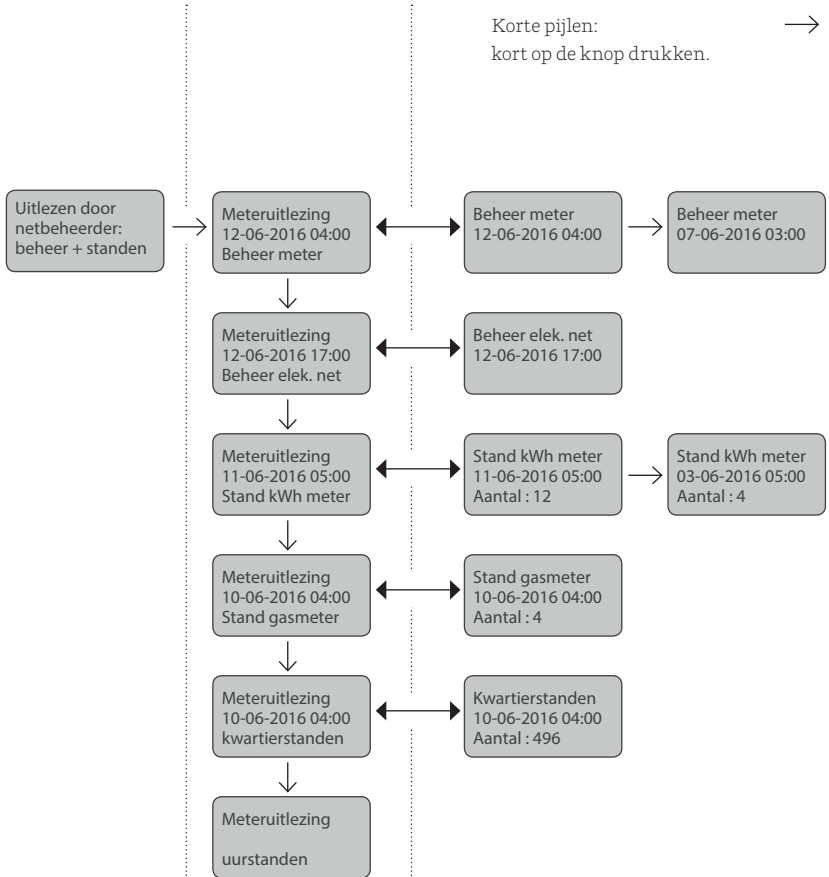 Korte pijlen:
kort op de knop drukken.
Uitlezen door
netbeheerder:
beheer + standen
Meteruitlezing
12-06-2016 04:00
Beheer meter
Beheer meter
12-06-2016 04:00
Beheer meter
07-06-2016 03:00
Meteruitlezing
12-06-2016 17:00
Beheer elek. net
Beheer elek. net
12-06-2016 17:00
Meteruitlezing
11-06-2016 05:00
Stand kWh meter
Stand kWh meter
11-06-2016 05:00
Aantal : 12
Stand kWh meter
03-06-2016 05:00
Aantal : 4
Meteruitlezing
10-06-2016 04:00
Stand gasmeter
Stand gasmeter
10-06-2016 04:00
Aantal : 4
Meteruitlezing
10-06-2016 04:00
kwartierstanden
Kwartierstanden
10-06-2016 04:00
Aantal : 496
Meteruitlezing
uurstanden